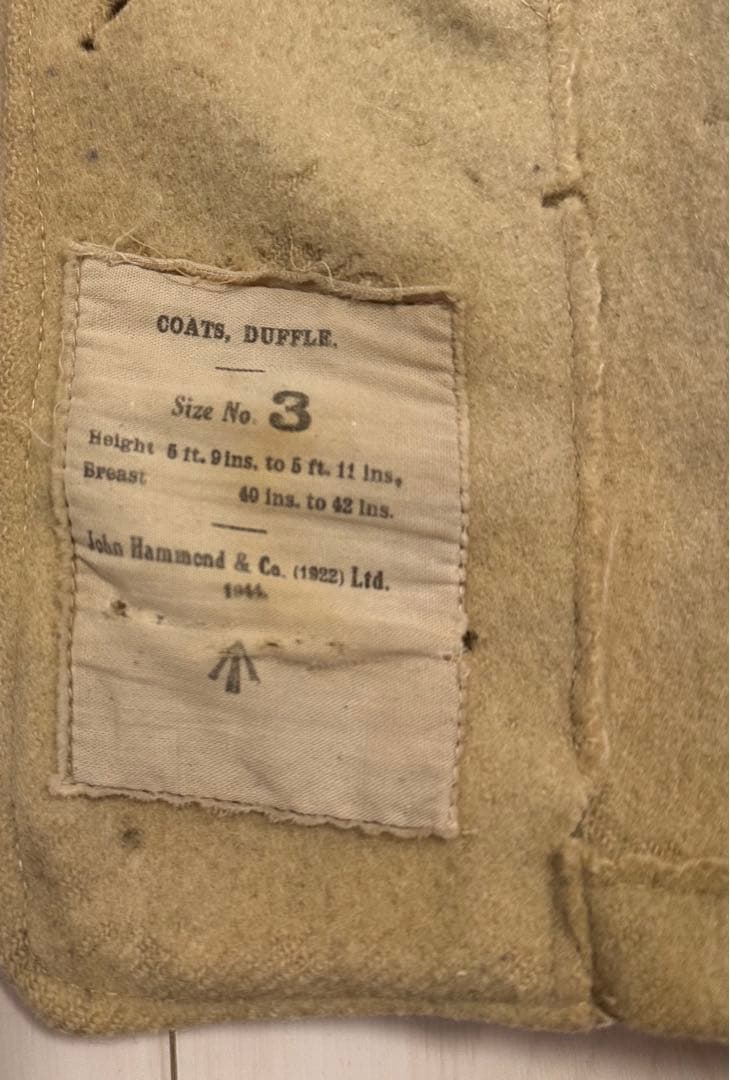 COATS, DUFFLE.
Size No. 3
Height 5 ft. 9 ins. to 5 ft. 11 ins.,
Breast 40 ins. to 42 ins.
John Hammond & Co. (1922) Ltd.
1944.